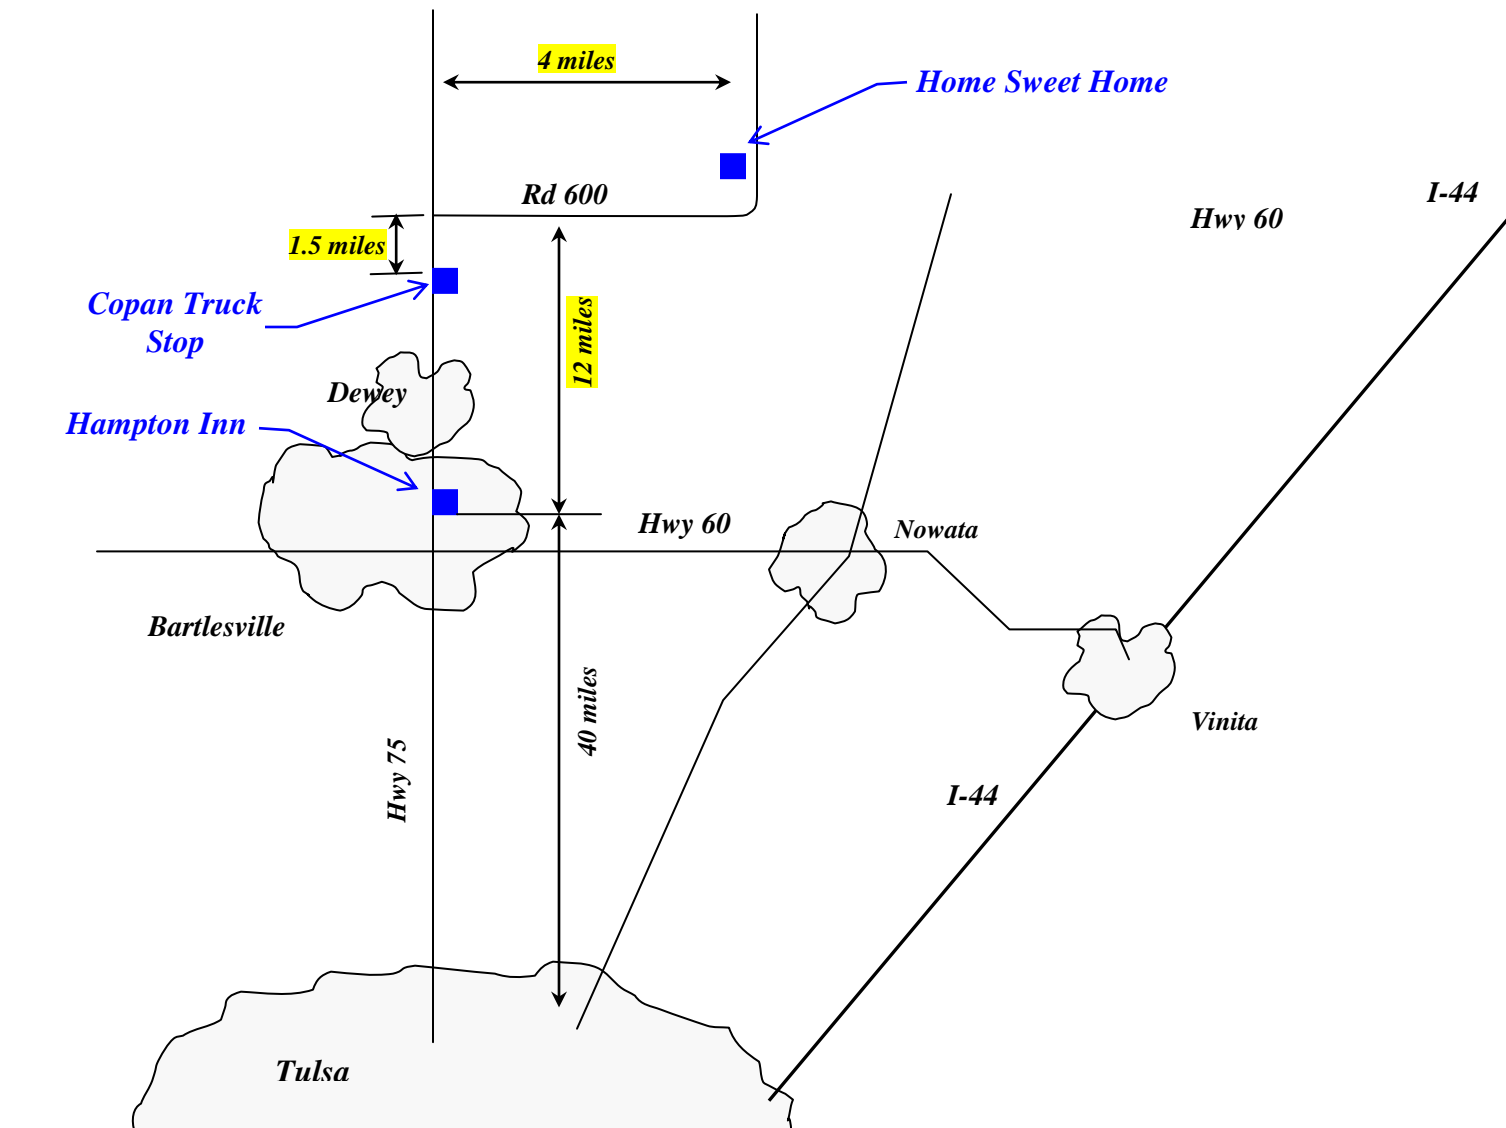 4 miles
Home Sweet Home
I-44
Rd 600
Hwy 60
1.5 miles
Copan Truck
Stop
12 miles
Dewey
Hampton Inn
Hwy 60
Nowata
Bartlesville
40 miles
Vinita
Hwy 75
I-44
Tulsa